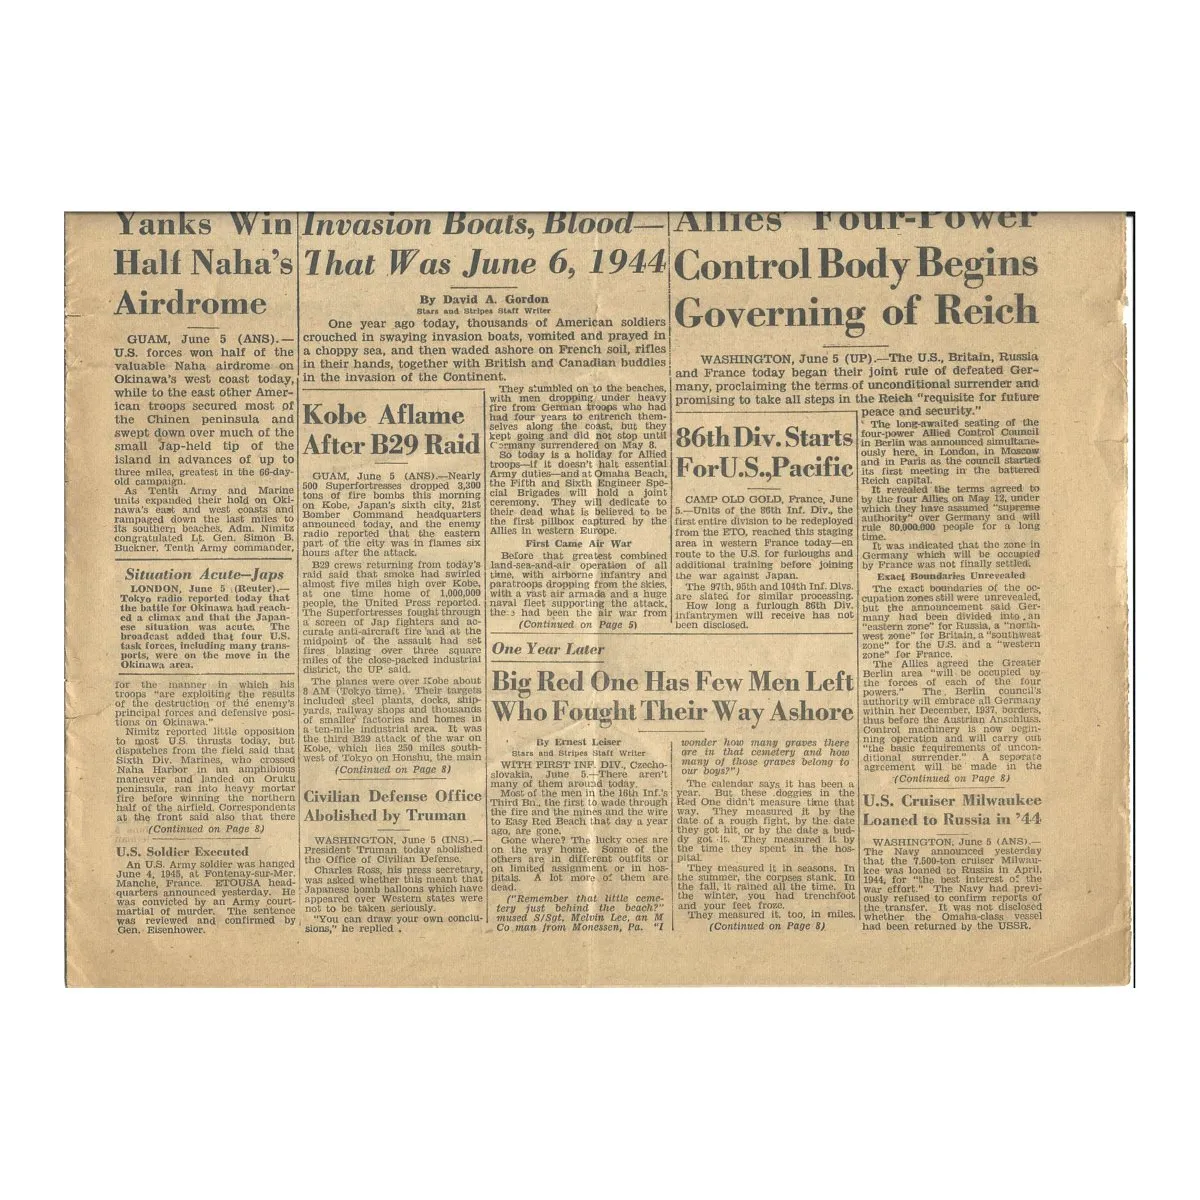 Yanks Win
Half Naha's
Airdrome
GUAM, June 5 (ANS).—
U.S. forces won half of the
valuable Naha airdrome on
Okinawa's west coast today,
while to the east other Amer-
ican troops secured most of
the Chinen peninsula and
swept down over much of the
small Jap-held tip of the
island in advances of up to
three miles, greatest in the 66-day-
old campaign.
As Tenth Army and Marine
units expanded their hold on Oki-
nawa's east and west coasts and
rampaged down the last miles to
its southern beaches, Adm. Nimitz
congratulated Lt. Gen. Simon B.
Buckner, Tenth Army commander,
Situation Acute—Japs
LONDON, June 5 (Reuter).—
Tokyo radio reported today that
the battle for Okinawa had reach-
ed a climax and that the Japan-
ese situation was acute. The
broadcast added that four U.S.
task forces, including many trans-
ports, were on the move in the
Okinawa area.
for the manner in which his
troops "are exploiting the results
of the destruction of the enemy's
principal forces and defensive posi-
tions on Okinawa."
Nimitz reported little opposition
to most U.S. thrusts today, but
dispatches from the field said that
Sixth Div. Marines, who crossed
Naha Harbor in an amphibious
maneuver and landed on Oruku
peninsula, ran into heavy mortar
fire before winning the northern
half of the airfield. Correspondents
at the front said also that there
(Continued on Page 8)
U.S. Soldier Executed
An U.S. Army soldier was hanged
June 4, 1945, at Fontenay-sur-Mer.
Manche, France. ETOUSA head-
quarters announced yesterday. He
was convicted by an Army court-
martial of murder. The sentence
was reviewed and confirmed by
Gen. Eisenhower.
Invasion Boats, Blood—
That Was June 6, 1944
By David A. Gordon
Stars and Stripes Staff Writer
One year ago today, thousands of American soldiers
crouched in swaying invasion boats, vomited and prayed in
a choppy sea, and then waded ashore on French soil, rifles
in their hands, together with British and Canadian buddies
in the invasion of the Continent.
They stumbled on to the beaches,
with men dropping under heavy
fire from German troops who had
had four years to entrench them-
selves along the coast, but they
kept going and did not stop until
Germany surrendered on May 8.
So today is a holiday for Allied
troops—if it doesn't halt essential
Army duties—and at Omaha Beach,
the Fifth and Sixth Engineer Spe-
cial Brigades will hold a joint
ceremony. They will dedicate to
their dead what is believed to be
the first pillbox captured by the
Allies in western Europe.
First Came Air War
Before that greatest combined
land-sea-and-air operation of all
time, with airborne infantry and
paratroops dropping from the skies,
with a vast air armada and a huge
naval fleet supporting the attack,
there had been the air war from
(Continued on Page 5)
Kobe Aflame
After B29 Raid
GUAM, June 5 (ANS).—Nearly
500 Superfortresses dropped 3,300
tons of fire bombs this morning
on Kobe, Japan's sixth city, 21st
Bomber Command headquarters
announced today, and the enemy
radio reported that the eastern
part of the city was in flames six
hours after the attack.
B29 crews returning from today's
raid said that smoke had swirled
almost five miles high over Kobe,
at one time home of 1,000,000
people, the United Press reported.
The Superfortresses fought through
a screen of Jap fighters and ac-
curate anti-aircraft fire and at the
midpoint of the assault had set
fires blazing over three square
miles of the close-packed industrial
district, the UP said.
The planes were over Kobe about
8 AM (Tokyo time). Their targets
included steel plants, docks, ship-
yards, railway shops and thousands
of smaller factories and homes in
a ten-mile industrial area. It was
the third B29 attack of the war on
Kobe, which lies 250 miles south-
west of Tokyo on Honshu, the main
(Continued on Page 8)
Civilian Defense Office
Abolished by Truman
WASHINGTON, June 5 (INS).—
President Truman today abolished
the Office of Civilian Defense.
Charles Ross, his press secretary,
was asked whether this meant that
Japanese bomb balloons which have
appeared over Western states were
not to be taken seriously.
"You can draw your own conclu-
sions," he replied.
One Year Later
Big Red One Has Few Men Left
Who Fought Their Way Ashore
By Ernest Leiser
Stars and Stripes Staff Writer
WITH FIRST INF. DIV., Czecho-
slovakia, June 5.—There aren't
many of them around today.
Most of the men in the 16th Inf.'s
Third Bn., the first to wade through
the fire and the mines and the wire
to Easy Red Beach that day a year
ago, are gone.
Gone where? The lucky ones are
on the way home. Some of the
others are in different outfits or
on limited assignment or in hos-
pitals. A lot more of them are
dead.
("Remember that little ceme-
tery just behind the beach?"
mused S/Sgt. Melvin Lee, an M
Co man from Monessen, Pa. "I
wonder how many graves there
are in that cemetery and how
many of those graves belong to
our boys?")
The calendar says it has been a
year. But these doggies in the
Red One didn't measure time that
way. They measured it by the
date of a rough fight, by the date
they got hit, or by the date a bud-
dy got it. They measured it by
the time they spent in the hos-
pital.
They measured it in seasons. In
the summer, the corpses stank. In
the fall, it rained all the time. In
the winter, you had trenchfoot
and your feet froze.
They measured it, too, in miles.
(Continued on Page 8)
Allies' Four-Power
Control Body Begins
Governing of Reich
WASHINGTON, June 5 (UP).—The U.S., Britain, Russia
and France today began their joint rule of defeated Ger-
many, proclaiming the terms of unconditional surrender and
promising to take all steps in the Reich "requisite for future
peace and security."
The long-awaited seating of the
four-power Allied Control Council
in Berlin was announced simultane-
ously here, in London, in Moscow
and in Paris as the council started
its first meeting in the battered
Reich capital.
It revealed the terms agreed to
by the four Allies on May 12, under
which they have assumed "supreme
authority" over Germany and will
rule 80,000,000 people for a long
time.
It was indicated that the zone in
Germany which will be occupied
by France was not finally settled.
Exact Boundaries Unrevealed
The exact boundaries of the oc-
cupation zones still were unrevealed,
but the announcement said Ger-
many had been divided into an
"eastern zone" for Russia, a "north-
west zone" for Britain, a "southwest
zone" for the U.S. and a "western
zone" for France.
The Allies agreed the Greater
Berlin area "will be occupied by
the forces of each of the four
powers." The Berlin council's
authority will embrace all Germany
within her December, 1937, borders,
thus before the Austrian Anschluss.
Control machinery is now begin-
ning operation and will carry out
"the basic requirements of uncon-
ditional surrender." A separate
agreement will be made in the
(Continued on Page 8)
86th Div. Starts
For U.S., Pacific
CAMP OLD GOLD, France, June
5.—Units of the 86th Inf. Div., the
first entire division to be redeployed
from the ETO, reached this staging
area in western France today—en
route to the U.S. for furloughs and
additional training before joining
the war against Japan.
The 97th, 95th and 104th Inf. Divs.
are slated for similar processing.
How long a furlough 86th Div.
infantrymen will receive has not
been disclosed.
U.S. Cruiser Milwaukee
Loaned to Russia in '44
WASHINGTON, June 5 (ANS).—
The Navy announced yesterday
that the 7,500-ton cruiser Milwau-
kee was loaned to Russia in April,
1944, for "the best interest of the
war effort." The Navy had previ-
ously refused to confirm reports of
the transfer. It was not disclosed
whether the Omaha-class vessel
had been returned by the USSR.